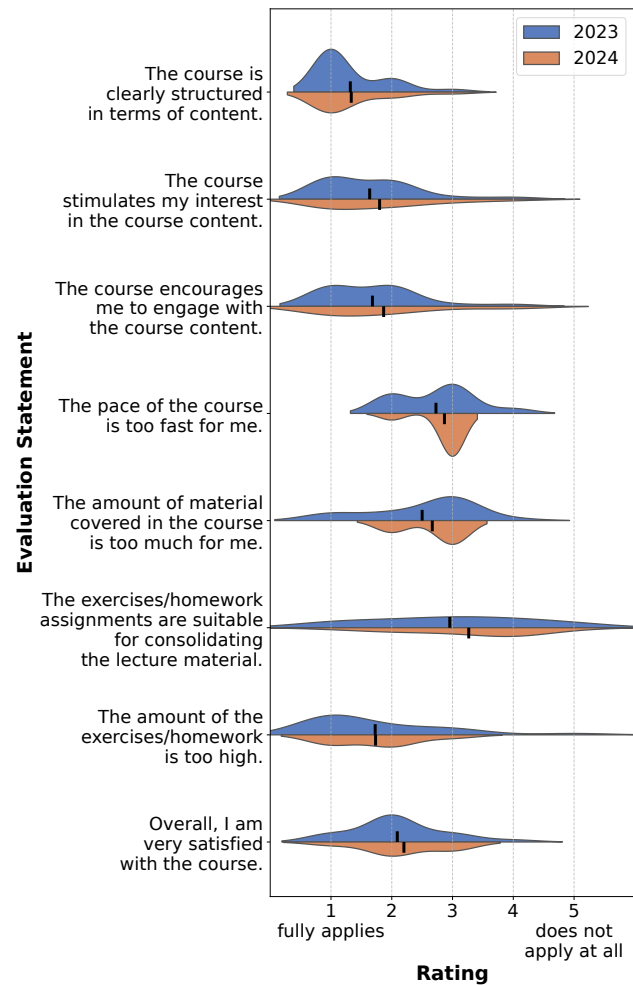 2023
2024
The course is
clearly structured
in terms of content.
The course
stimulates my interest
in the course content.
The course encourages
me to engage with
the course content.
The pace of the course
is too fast for me.
The amount of material
covered in the course
is too much for me.
The exercises/homework
assignments are suitable
for consolidating
the lecture material.
The amount of the
exercises/homework
is too high.
Overall, I am
very satisfied
with the course.
Evaluation Statement
1 2 3 4 5
fully applies does not
apply at all
Rating